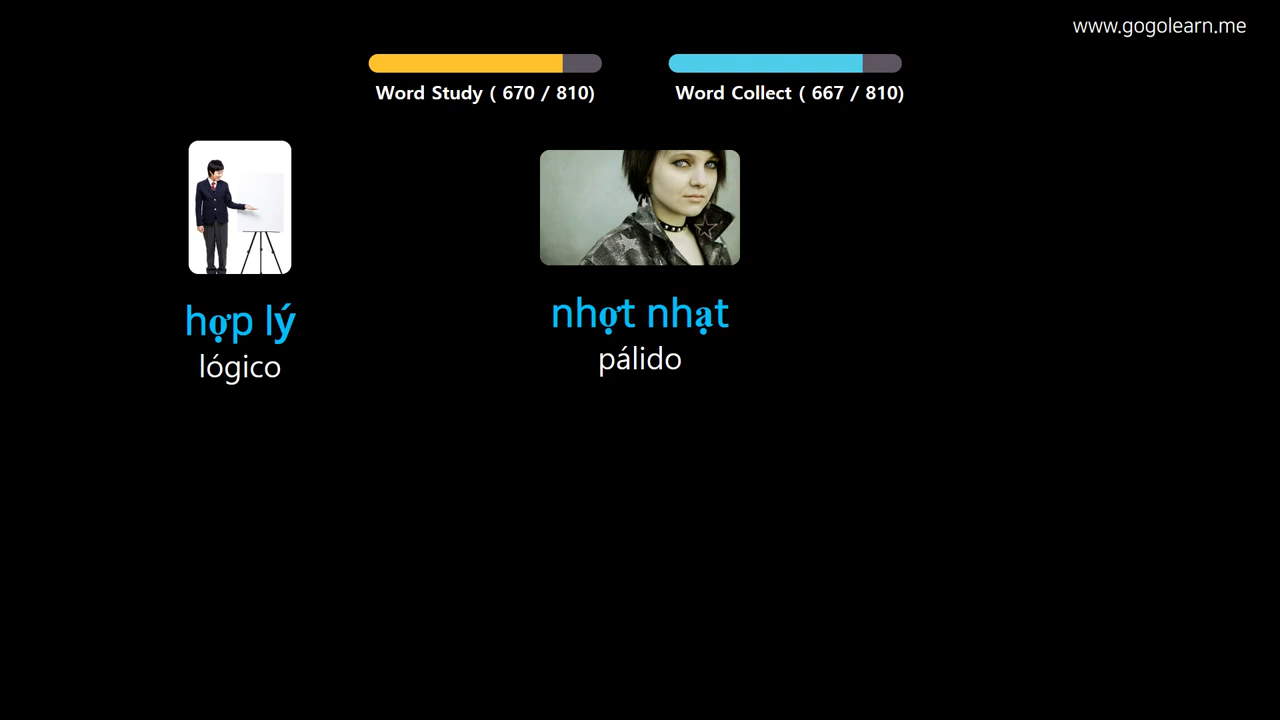 www.gogolearn.me
Word Study ( 670 / 810)
Word Collect ( 667 / 810)
hợp lý
lógico
nhợt nhạt
pálido